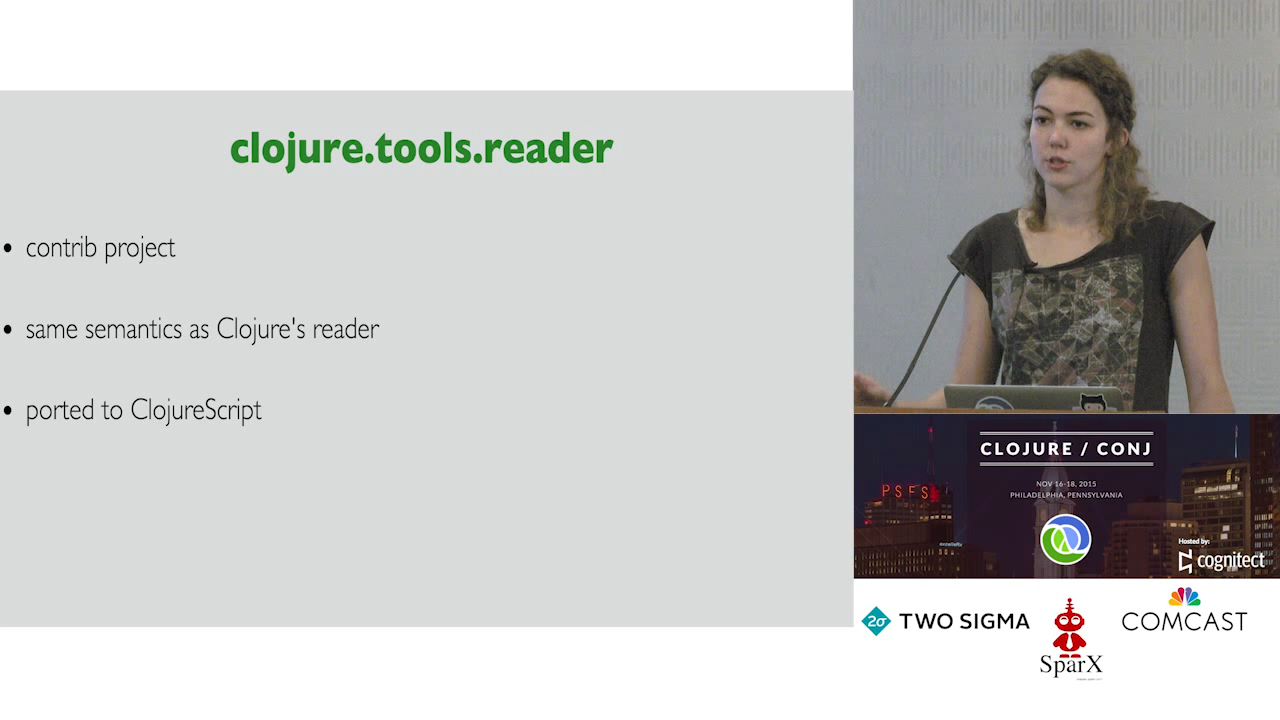 clojure.tools.reader
• contrib project
• same semantics as Clojure's reader
• ported to ClojureScript
CLOJURE / CONJ
NOV 16-18, 2015
PHILADELPHIA, PENNSYLVANIA
PSFS
Hosted by:
cognitect
2σ TWO SIGMA
COMCAST
SparX